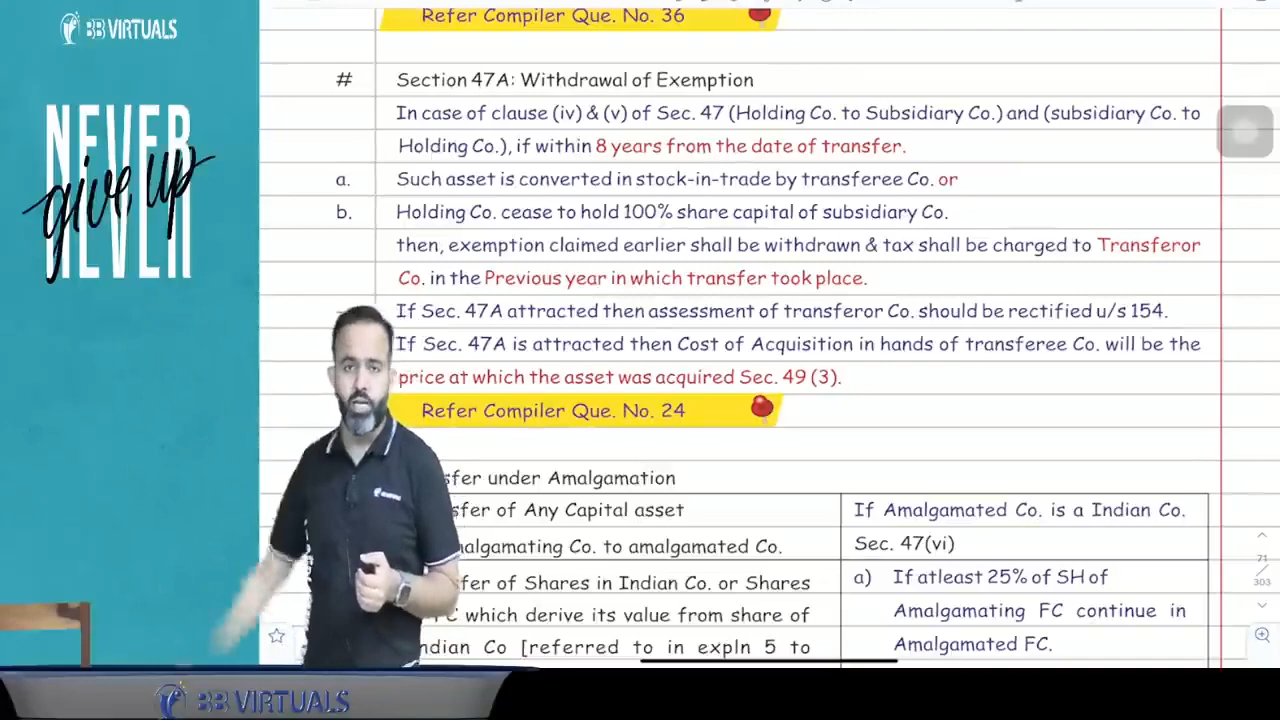 BB VIRTUALS
Refer Compiler Que. No. 36
NEVER
give up
NEVER
# Section 47A: Withdrawal of Exemption
In case of clause (iv) & (v) of Sec. 47 (Holding Co. to Subsidiary Co.) and (subsidiary Co. to
Holding Co.), if within 8 years from the date of transfer.
a. Such asset is converted in stock-in-trade by transferee Co. or
b. Holding Co. cease to hold 100% share capital of subsidiary Co.
then, exemption claimed earlier shall be withdrawn & tax shall be charged to Transferor
Co. in the Previous year in which transfer took place.
If Sec. 47A attracted then assessment of transferor Co. should be rectified u/s 154.
If Sec. 47A is attracted then Cost of Acquisition in hands of transferee Co. will be the
price at which the asset was acquired Sec. 49 (3).
Refer Compiler Que. No. 24
sfer under Amalgamation
sfer of Any Capital asset
malgamating Co. to amalgamated Co.
sfer of Shares in Indian Co. or Shares
FC which derive its value from share of
ndian Co [referred to in expln 5 to
If Amalgamated Co. is a Indian Co.
Sec. 47(vi)
a) If atleast 25% of SH of
Amalgamating FC continue in
Amalgamated FC.
71
303
BB VIRTUALS